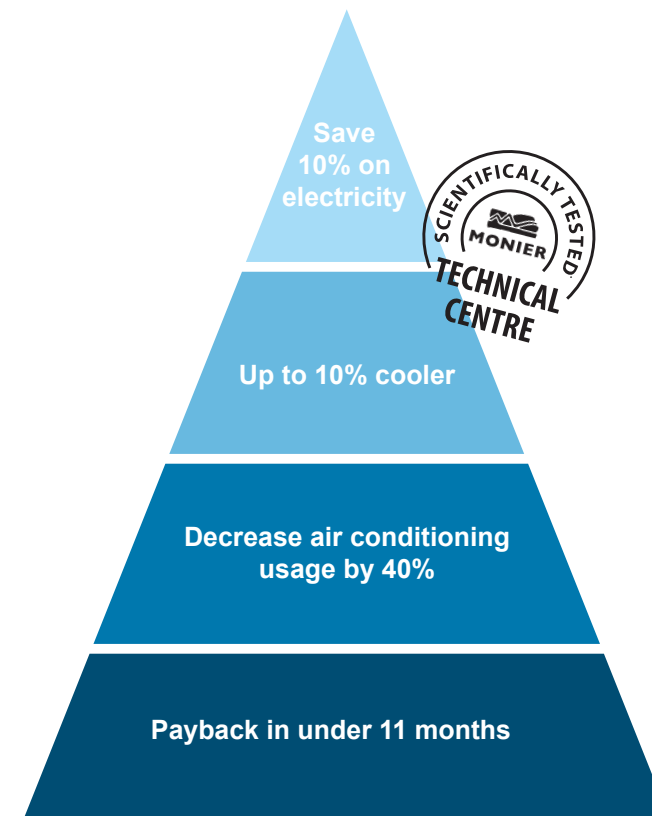 Save
10% on
electricity
SCIENTIFICALLY TESTED
MONIER
TECHNICAL
CENTRE
Up to 10% cooler
Decrease air conditioning
usage by 40%
Payback in under 11 months